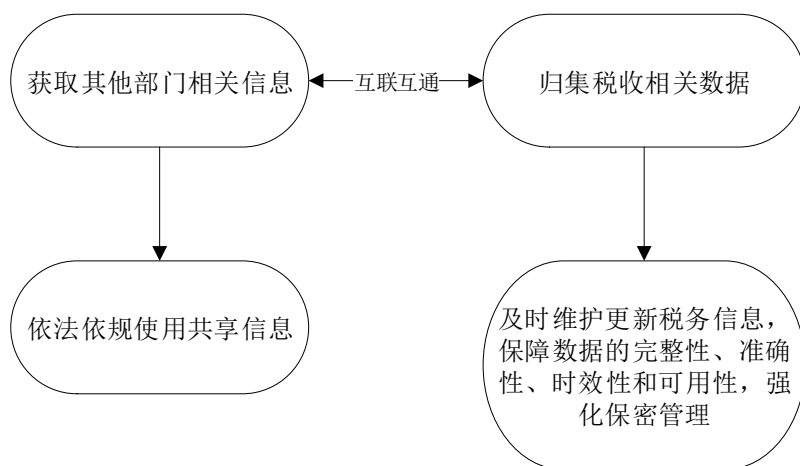 获取其他部门相关信息
互联互通
归集税收相关数据
依法依规使用共享信息
及时维护更新税务信息，
保障数据的完整性、准确
性、时效性和可用性，强
化保密管理